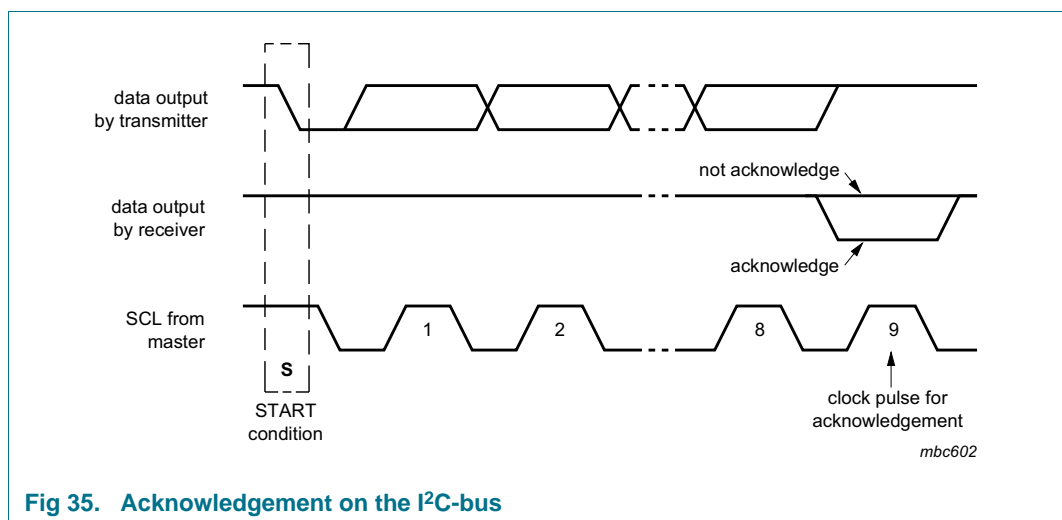 data output
by transmitter
not acknowledge
data output
by receiver
acknowledge
SCL from
master
1
2
8
9
S
START
condition
clock pulse for
acknowledgement
mbc602
Fig 35. Acknowledgement on the I²C-bus